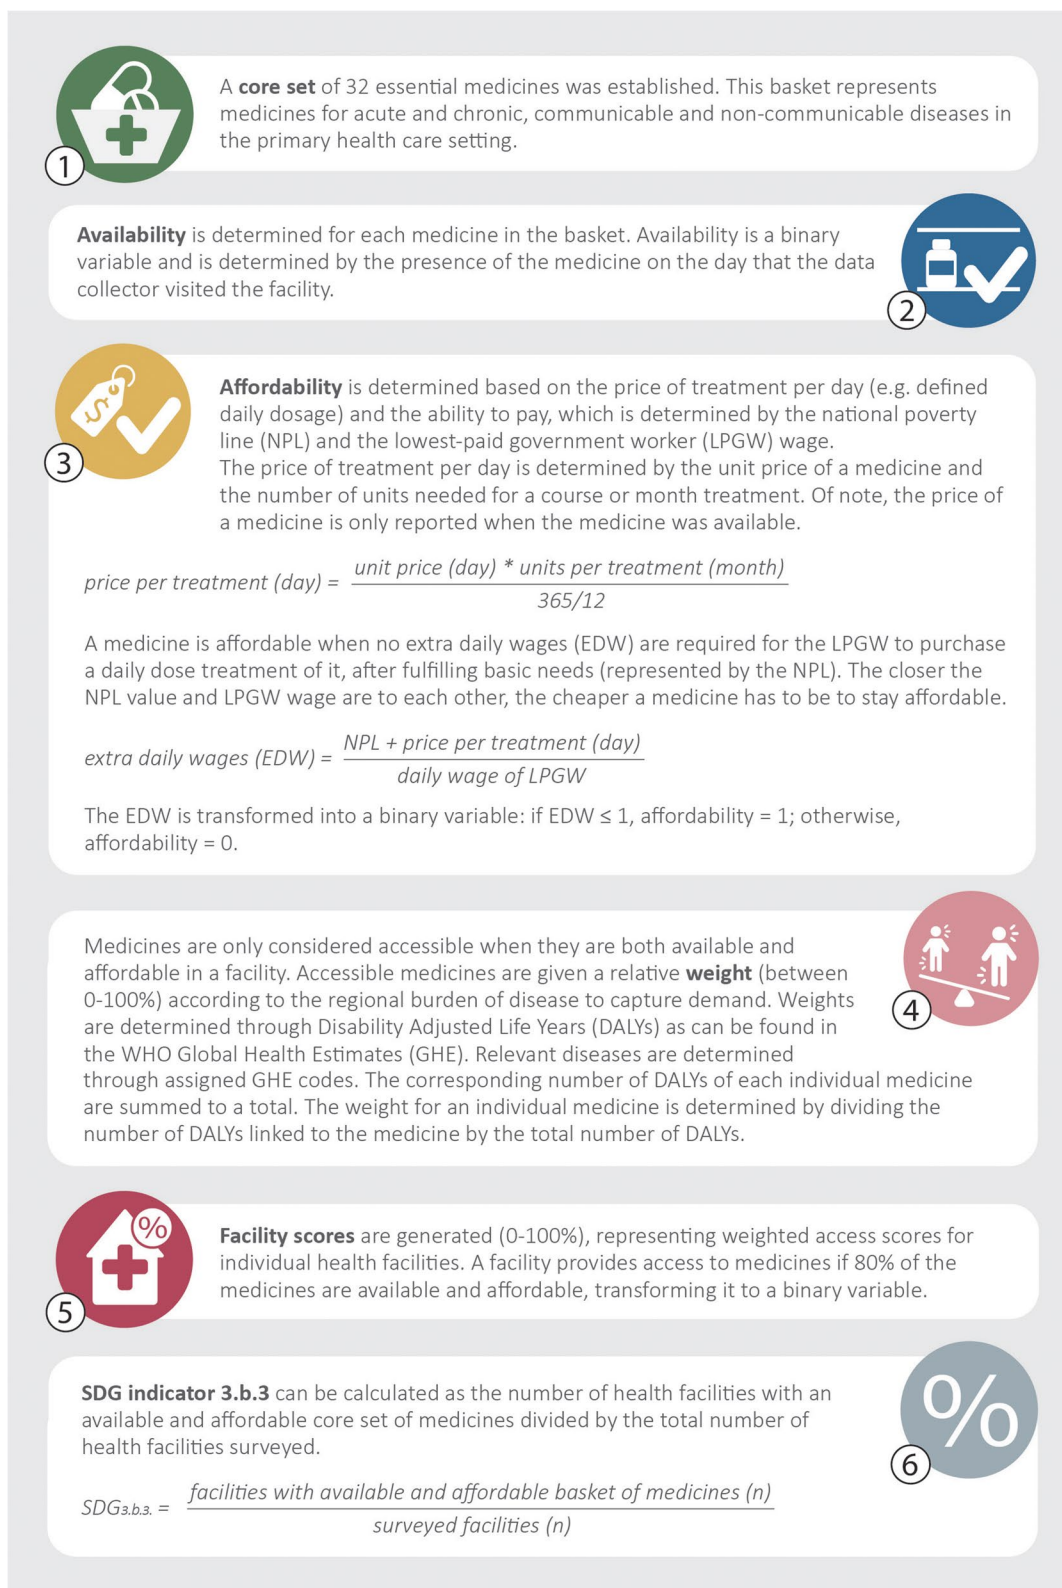 A core set of 32 essential medicines was established. This basket represents
medicines for acute and chronic, communicable and non-communicable diseases in
the primary health care setting.
1
Availability is determined for each medicine in the basket. Availability is a binary
variable and is determined by the presence of the medicine on the day that the data
collector visited the facility.
2
Affordability is determined based on the price of treatment per day (e.g. defined
daily dosage) and the ability to pay, which is determined by the national poverty
line (NPL) and the lowest-paid government worker (LPGW) wage.
3
The price of treatment per day is determined by the unit price of a medicine and
the number of units needed for a course or month treatment. Of note, the price of
a medicine is only reported when the medicine was available.
price per treatment (day) = unit price (day) * units per treatment (month)
365/12
A medicine is affordable when no extra daily wages (EDW) are required for the LPGW to purchase
a daily dose treatment of it, after fulfilling basic needs (represented by the NPL). The closer the
NPL value and LPGW wage are to each other, the cheaper a medicine has to be to stay affordable.
extra daily wages (EDW) = NPL + price per treatment (day)
daily wage of LPGW
The EDW is transformed into a binary variable: if EDW ≤ 1, affordability = 1; otherwise,
affordability = 0.
Medicines are only considered accessible when they are both available and
affordable in a facility. Accessible medicines are given a relative weight (between
0-100%) according to the regional burden of disease to capture demand. Weights
are determined through Disability Adjusted Life Years (DALYs) as can be found in
the WHO Global Health Estimates (GHE). Relevant diseases are determined
through assigned GHE codes. The corresponding number of DALYs of each individual medicine
are summed to a total. The weight for an individual medicine is determined by dividing the
number of DALYs linked to the medicine by the total number of DALYs.
4
%
Facility scores are generated (0-100%), representing weighted access scores for
individual health facilities. A facility provides access to medicines if 80% of the
medicines are available and affordable, transforming it to a binary variable.
5
SDG indicator 3.b.3 can be calculated as the number of health facilities with an
available and affordable core set of medicines divided by the total number of
health facilities surveyed.
%
6
SDG3.b.3. = facilities with available and affordable basket of medicines (n)
surveyed facilities (n)